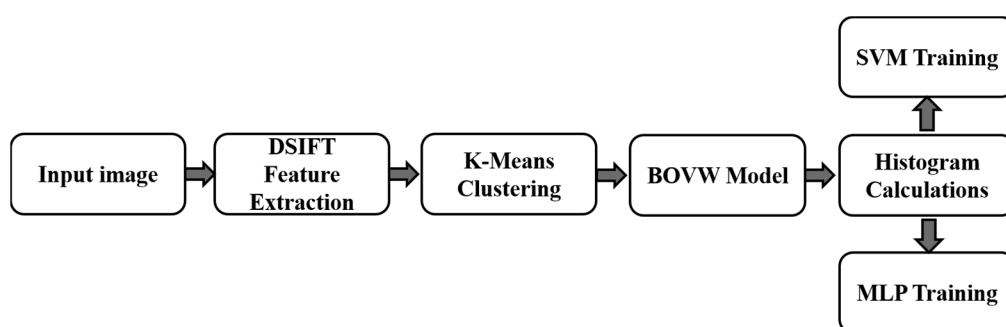 SVM Training
Input image
DSIFT
Feature
Extraction
K-Means
Clustering
BOVW Model
Histogram
Calculations
MLP Training